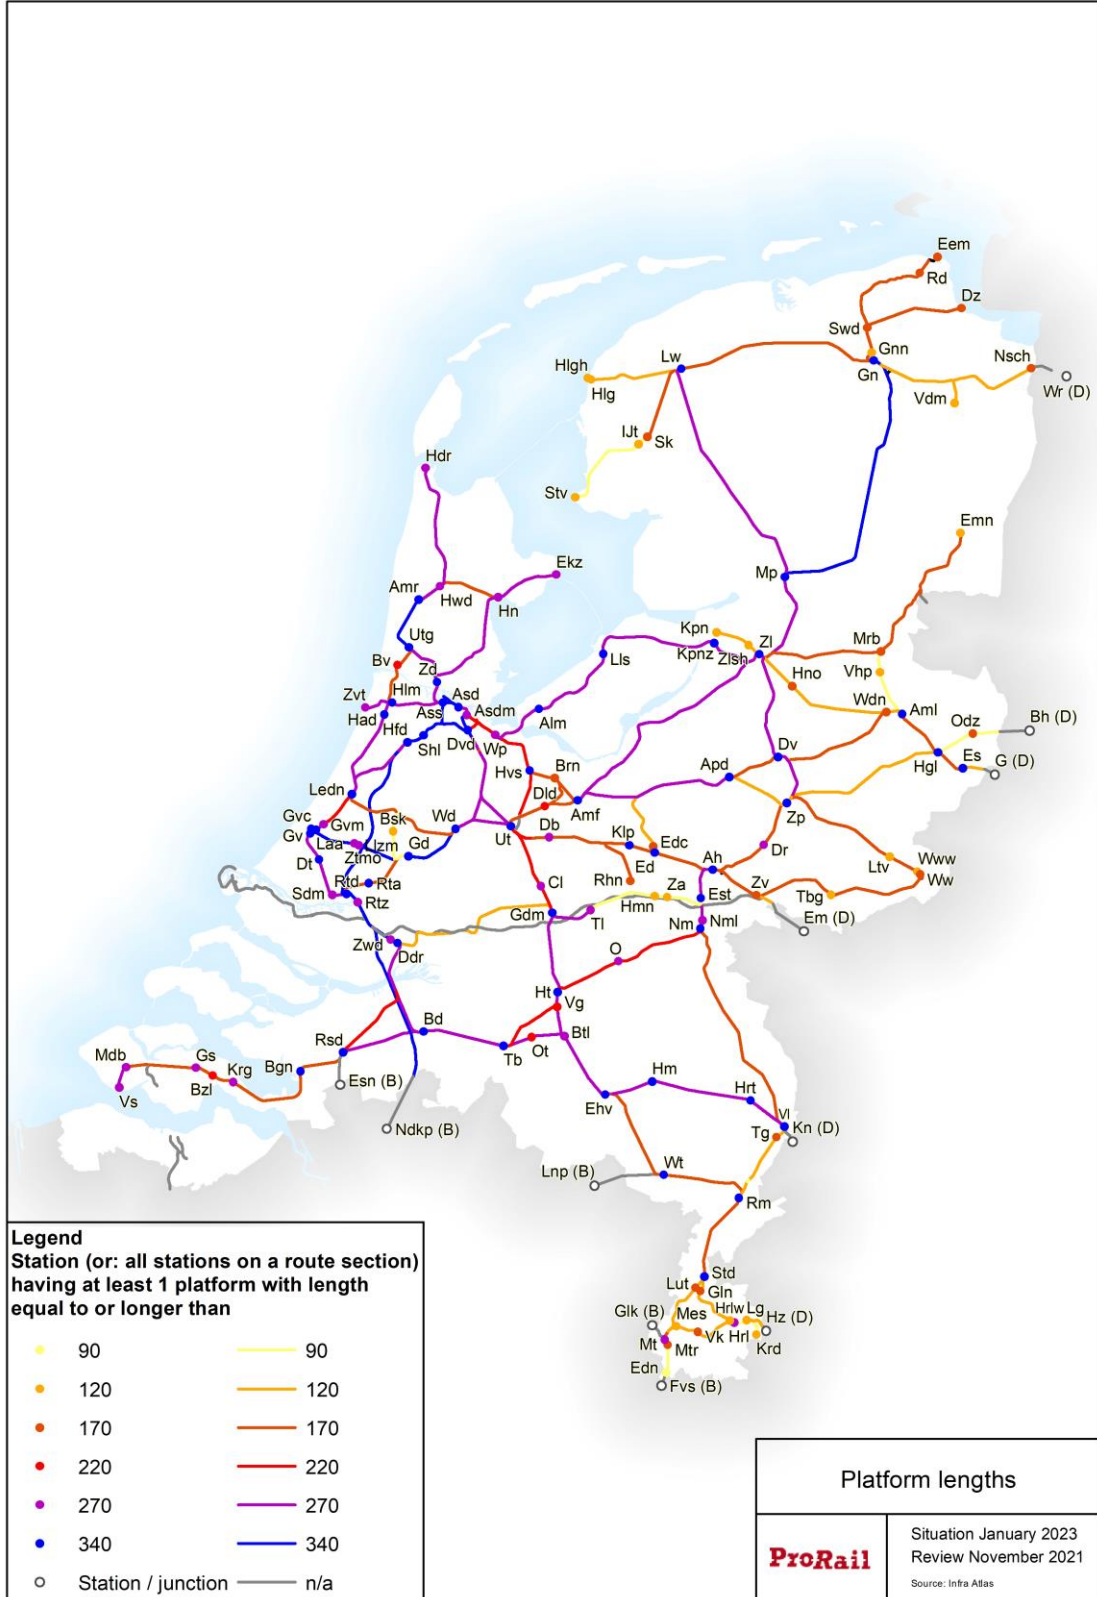 Eem
Rd
Dz
Swd
Gnn
Gn
Nsch
Wr (D)
Vdm
Lw
Hlgh
Hlg
IJt
Sk
Stv
Hdr
Emn
Ekz
Mp
Amr
Hwd
Hn
Utg
Kpn
Zl
Kpnz
Zlsh
Mrb
Vhp
Bv
Lls
Hno
Zd
Wdn
Aml
Zvt
Hlm
Asd
Asdm
Ass
Alm
Had
Hfd
Shl
Dvd
Wp
Odz
Bh (D)
Es
G (D)
Hgl
Dv
Apd
Brn
Hvs
Dld
Amf
Zp
Ledn
Gvc
Gvm
Gv
Bsk
Wd
Ut
Db
Klp
Edc
Laa
Llzm
Ztmo
Gd
Dt
Ed
Ah
Dr
Ltv
Www
Ww
Rtd
Rta
Sdm
Rtz
Cl
Rhn
Za
Hmn
Est
Zv
Tbg
Em (D)
Gdm
Tl
Nml
Nm
Zwd
Ddr
O
Ht
Vg
Bd
Btl
Rsd
Tb
Ot
Mdb
Gs
Krg
Bgn
Bzl
Vs
Esn (B)
Ehv
Hm
Hrt
Vl
Kn (D)
Tg
Ndkp (B)
Lnp (B)
Wt
Rm
Std
Lut
Gln
Glk (B)
Mes
Hrlw
Lg
Hz (D)
Mt
Mtr
Vk
Hrl
Krd
Edn
Fvs (B)
Legend
Station (or: all stations on a route section)
having at least 1 platform with length
equal to or longer than
90 90
120 120
170 170
220 220
270 270
340 340
Station / junction n/a
Platform lengths
ProRail
Situation January 2023
Review November 2021
Source: Infra Atlas